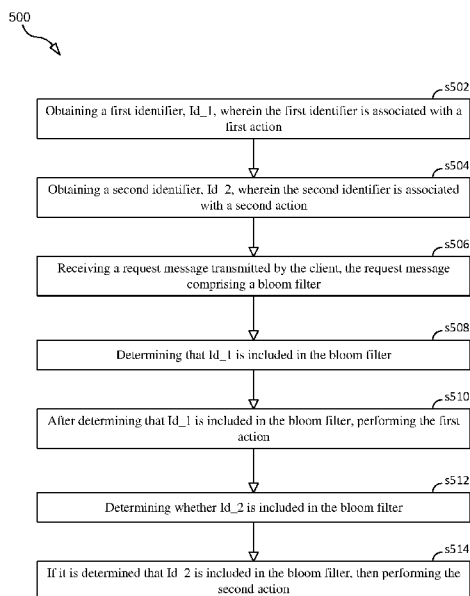 500
s502
Obtaining a first identifier, Id_1, wherein the first identifier is associated with a
first action
s504
Obtaining a second identifier, Id_2, wherein the second identifier is associated
with a second action
s506
Receiving a request message transmitted by the client, the request message
comprising a bloom filter
s508
Determining that Id_1 is included in the bloom filter
s510
After determining that Id_1 is included in the bloom filter, performing the first
action
s512
Determining whether Id_2 is included in the bloom filter
s514
If it is determined that Id_2 is included in the bloom filter, then performing the
second action